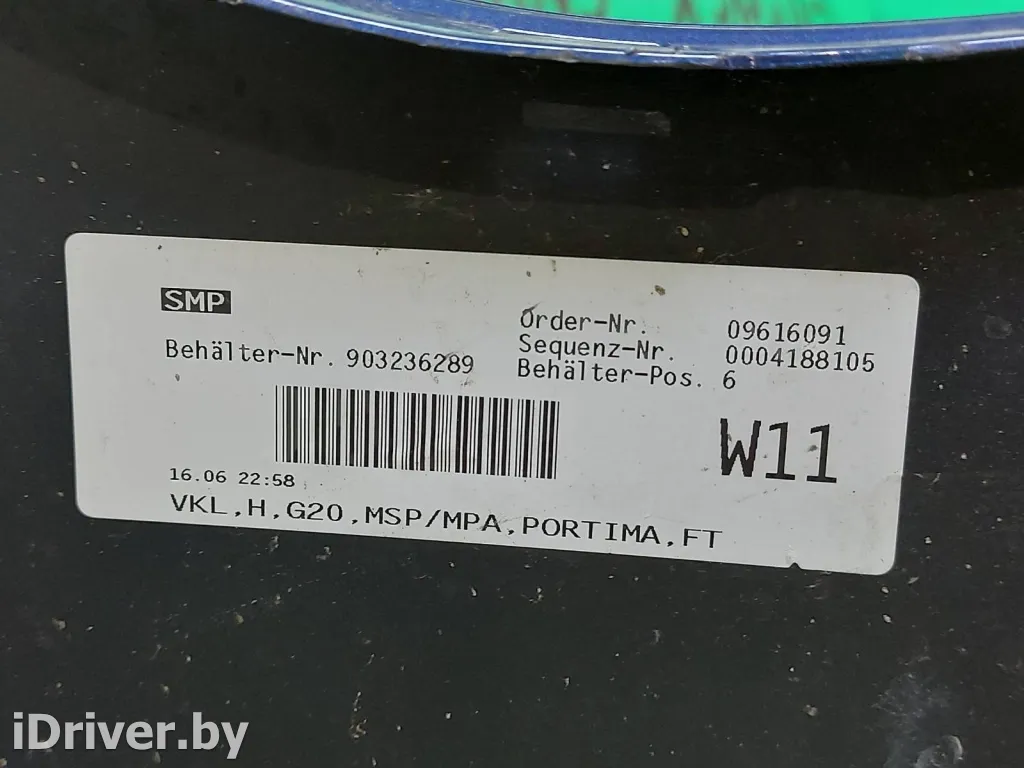 SMP
Behälter-Nr. 903236289
Order-Nr. 09616091
Sequenz-Nr. 0004188105
Behälter-Pos. 6
W11
16.06 22:58
VKL,H,G20,MSP/MPA,PORTIMA,FT
iDriver.by